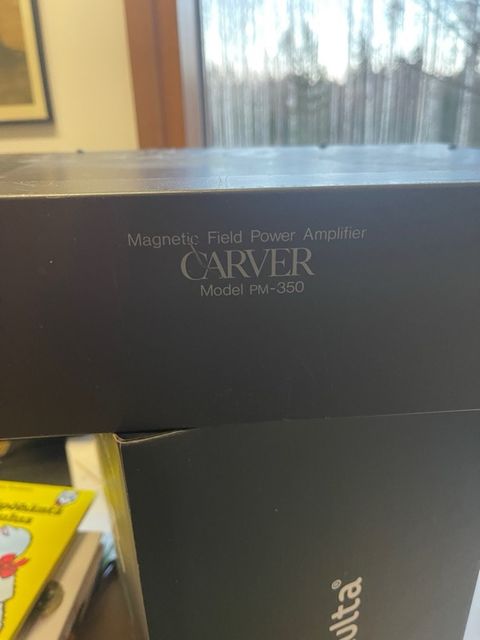 Magnetic Field Power Amplifier
CARVER
Model PM-350
ulta®